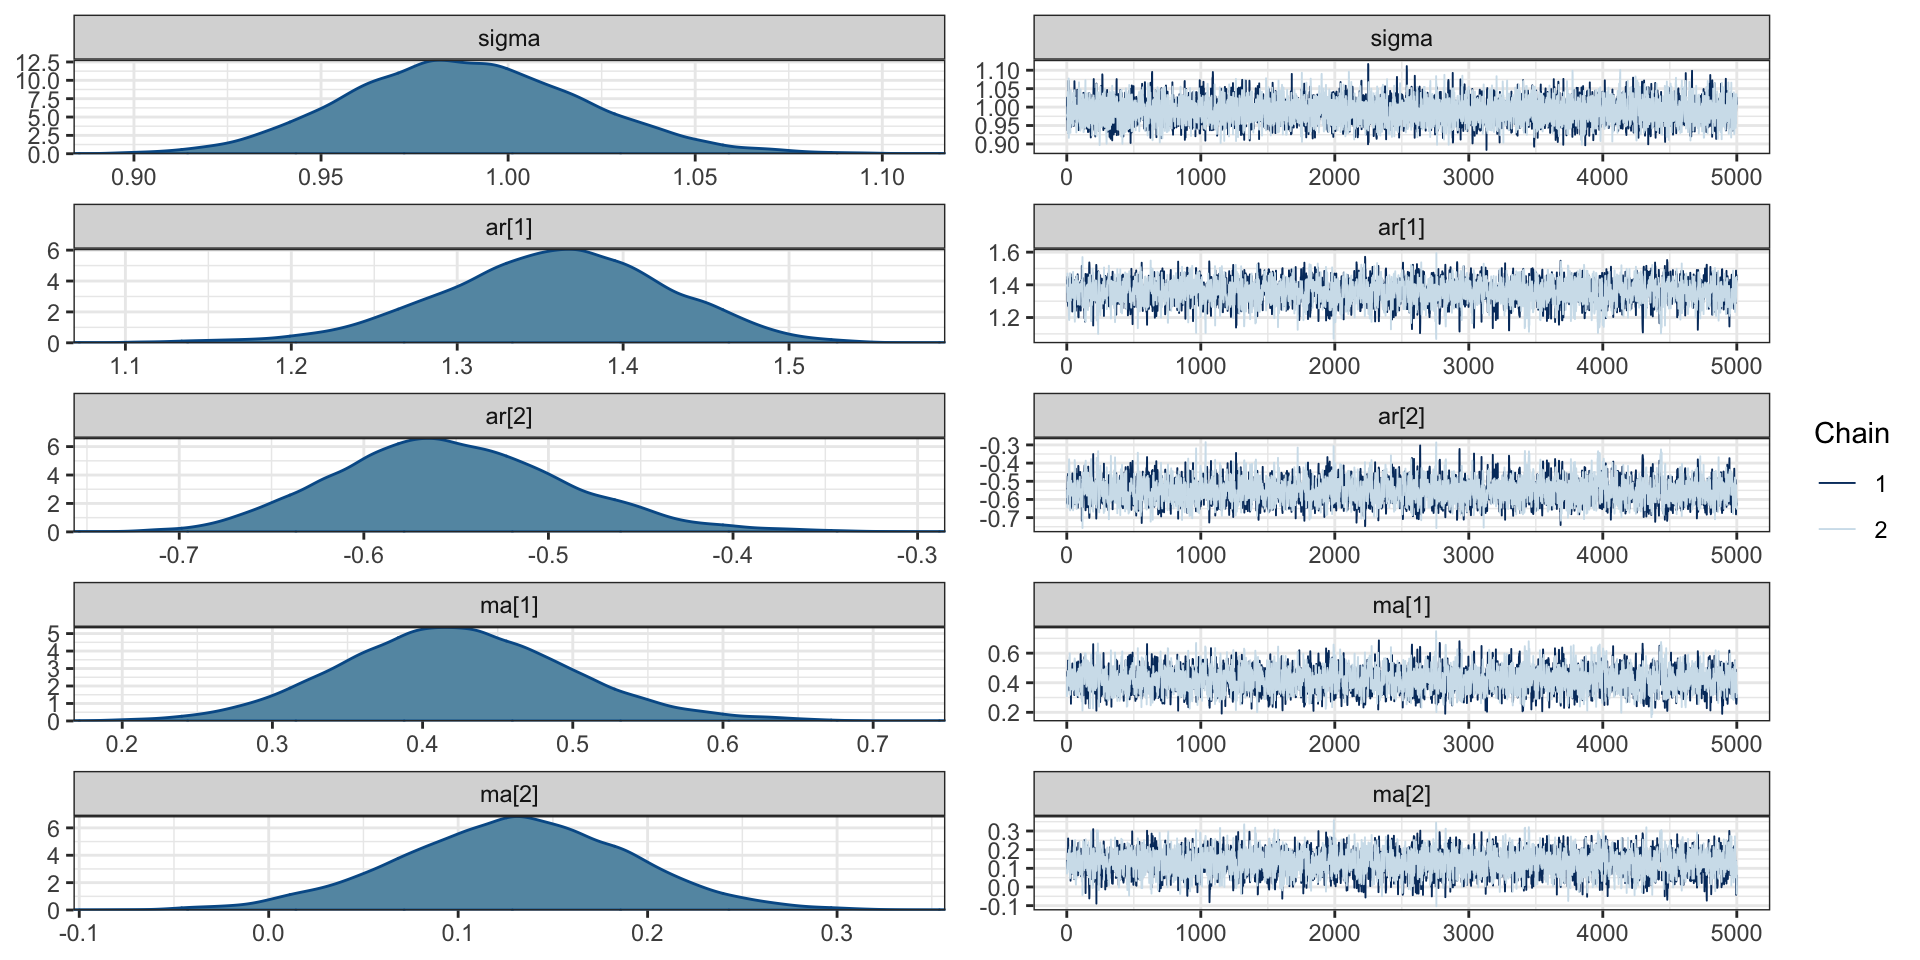 sigma
12.5
10.0
7.5
5.0
2.5
0.0
0.90 0.95 1.00 1.05 1.10
sigma
1.10
1.05
1.00
0.95
0.90
0 1000 2000 3000 4000 5000
ar[1]
6
4
2
0
1.1 1.2 1.3 1.4 1.5
ar[1]
1.6
1.4
1.2
0 1000 2000 3000 4000 5000
ar[2]
6
4
2
0
-0.7 -0.6 -0.5 -0.4 -0.3
ar[2]
-0.3
-0.4
-0.5
-0.6
-0.7
0 1000 2000 3000 4000 5000
ma[1]
5
4
3
2
1
0
0.2 0.3 0.4 0.5 0.6 0.7
ma[1]
0.6
0.4
0.2
0 1000 2000 3000 4000 5000
ma[2]
6
4
2
0
-0.1 0.0 0.1 0.2 0.3
ma[2]
0.3
0.2
0.1
0.0
-0.1
0 1000 2000 3000 4000 5000
Chain
1
2